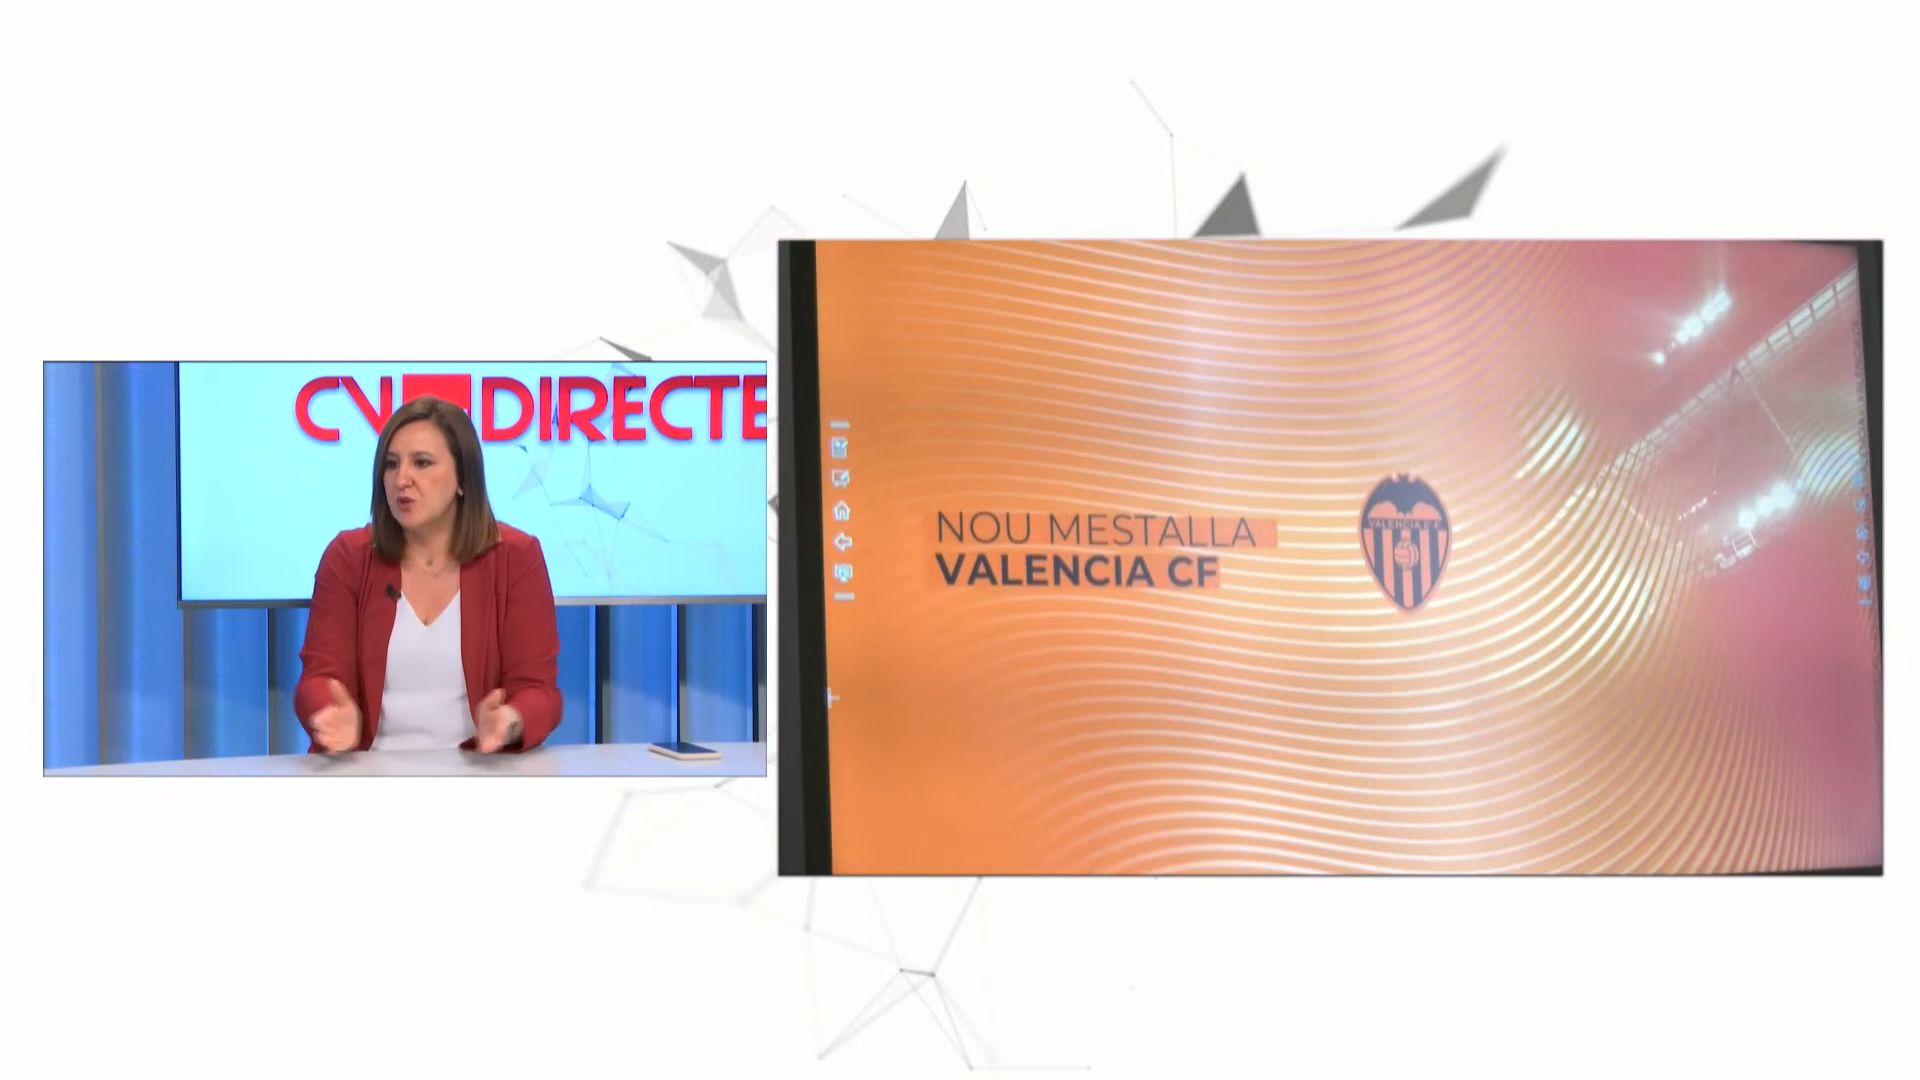 CV DIRECTE
NOU MESTALLA
VALENCIA CF
VALENCIA C.F.